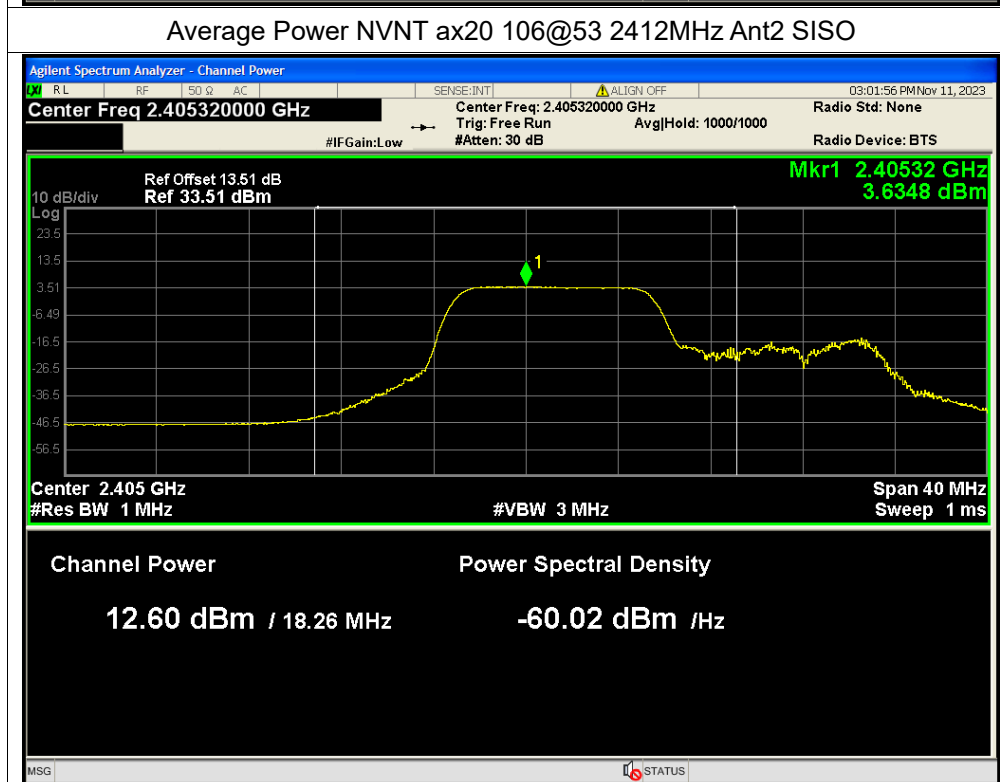 Average Power NVNT ax20 106@53 2412MHz Ant2 SISO
Agilent Spectrum Analyzer - Channel Power
LXI RL RF 50 Ω AC SENSE:INT ALIGN OFF 03:01:56 PM Nov 11, 2023
Center Freq 2.405320000 GHz Center Freq: 2.405320000 GHz Radio Std: None
Trig: Free Run Avg|Hold: 1000/1000
#IFGain:Low #Atten: 30 dB Radio Device: BTS
Mkr1 2.40532 GHz
3.6348 dBm
Ref Offset 13.51 dB
10 dB/div Ref 33.51 dBm
Log
23.5
13.5
1
3.51
-6.49
-16.5
-26.5
-36.5
-46.5
-56.5
Center 2.405 GHz Span 40 MHz
#Res BW 1 MHz #VBW 3 MHz Sweep 1 ms
Channel Power Power Spectral Density
12.60 dBm / 18.26 MHz -60.02 dBm /Hz
MSG STATUS